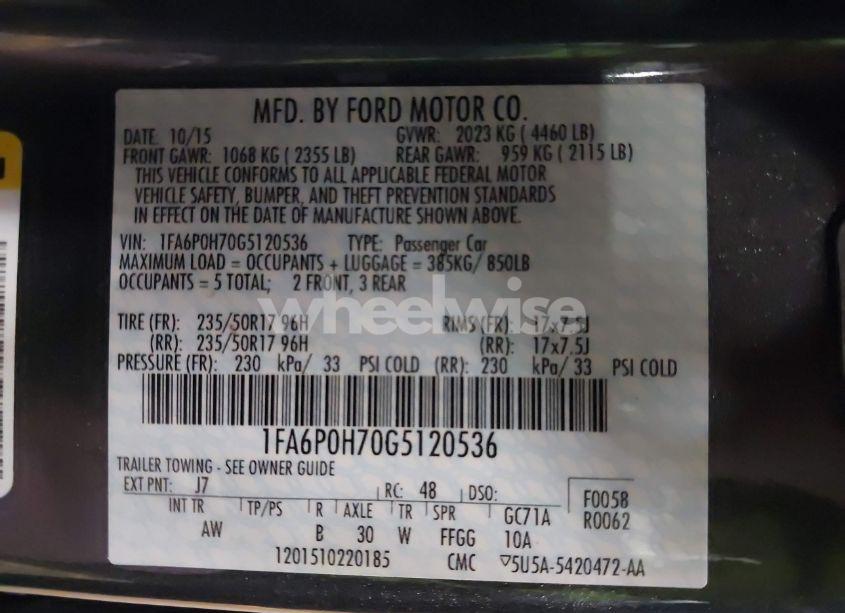 MFD. BY FORD MOTOR CO.
DATE: 10/15 GVWR: 2023 KG ( 4460 LB)
FRONT GAWR: 1068 KG ( 2355 LB) REAR GAWR: 959 KG ( 2115 LB)
THIS VEHICLE CONFORMS TO ALL APPLICABLE FEDERAL MOTOR
VEHICLE SAFETY, BUMPER, AND THEFT PREVENTION STANDARDS
IN EFFECT ON THE DATE OF MANUFACTURE SHOWN ABOVE.
VIN: 1FA6P0H70G5120536 TYPE: Passenger Car
MAXIMUM LOAD = OCCUPANTS + LUGGAGE = 385KG/ 850LB
OCCUPANTS = 5 TOTAL; 2 FRONT, 3 REAR
wheelwise
TIRE (FR): 235/50R17 96H RIMS (FR): 17x7.5J
(RR): 235/50R17 96H (RR): 17x7.5J
PRESSURE (FR): 230 kPa/ 33 PSI COLD (RR): 230 kPa/ 33 PSI COLD
1FA6P0H70G5120536
TRAILER TOWING - SEE OWNER GUIDE
EXT PNT: J7 RC: 48 DSO: F0058
INT TR TP/PS R AXLE TR SPR GC71A R0062
AW B 30 W FFGG 10A
1201510220185 CMC ▽5U5A-5420472-AA